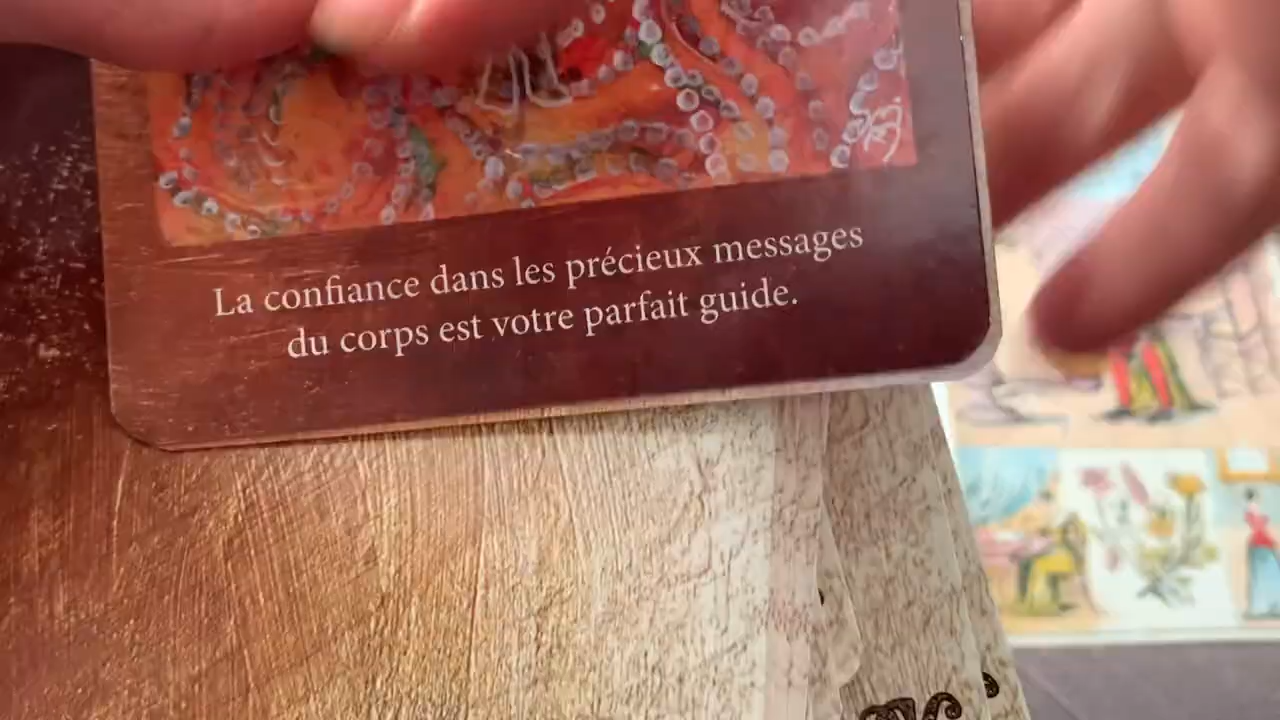 La confiance dans les précieux messages
du corps est votre parfait guide.